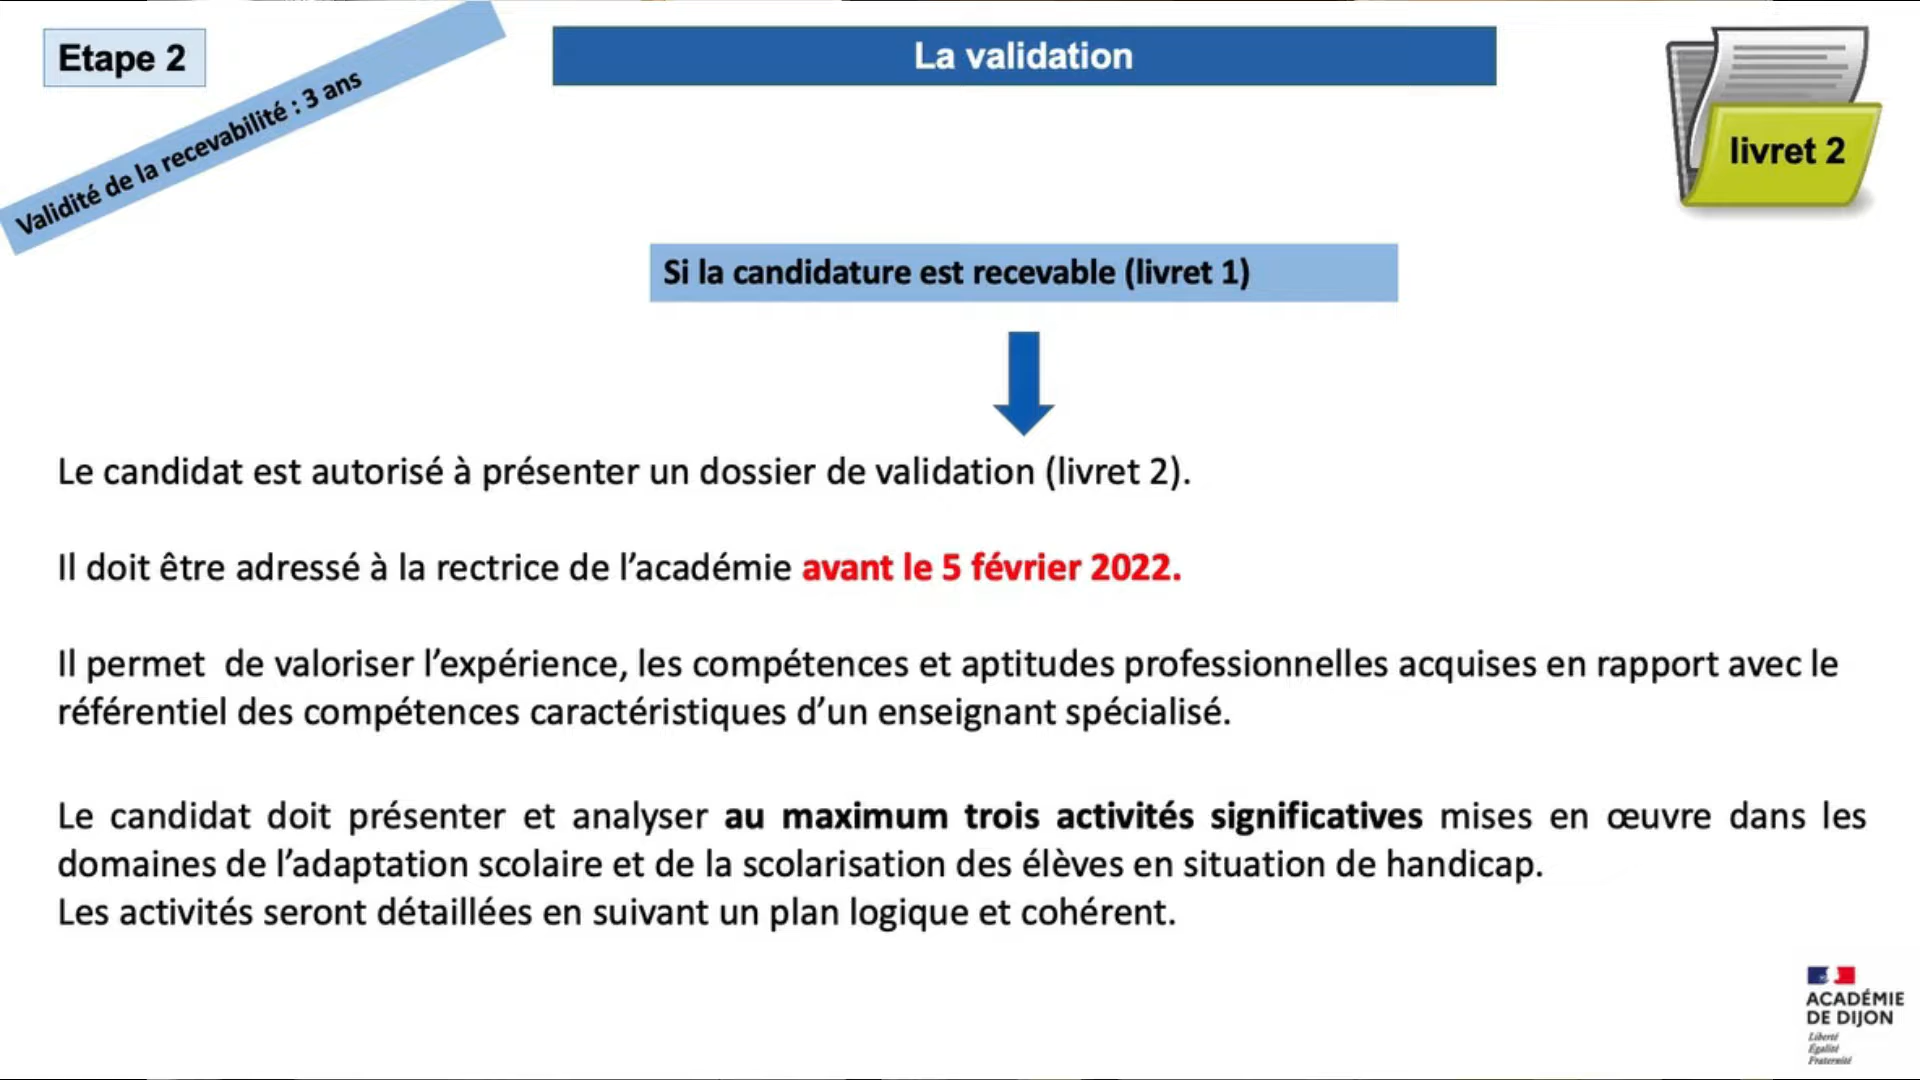 Etape 2
Validité de la recevabilité : 3 ans
La validation
livret 2
Si la candidature est recevable (livret 1)
Le candidat est autorisé à présenter un dossier de validation (livret 2).
Il doit être adressé à la rectrice de l’académie avant le 5 février 2022.
Il permet  de valoriser l’expérience, les compétences et aptitudes professionnelles acquises en rapport avec le
référentiel des compétences caractéristiques d’un enseignant spécialisé.
Le candidat doit présenter et analyser au maximum trois activités significatives mises en œuvre dans les
domaines de l’adaptation scolaire et de la scolarisation des élèves en situation de handicap.
Les activités seront détaillées en suivant un plan logique et cohérent.
ACADÉMIE
DE DIJON
Liberté
Égalité
Fraternité